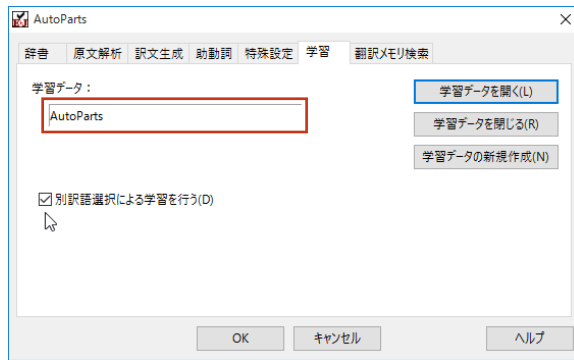 AutoParts
辞書 原文解析 訳文生成 助動詞 特殊設定 学習 翻訳メモリ検索
学習データ：
AutoParts
学習データを開く(L)
学習データを閉じる(R)
学習データの新規作成(N)
別訳語選択による学習を行う(D)
OK キャンセル ヘルプ